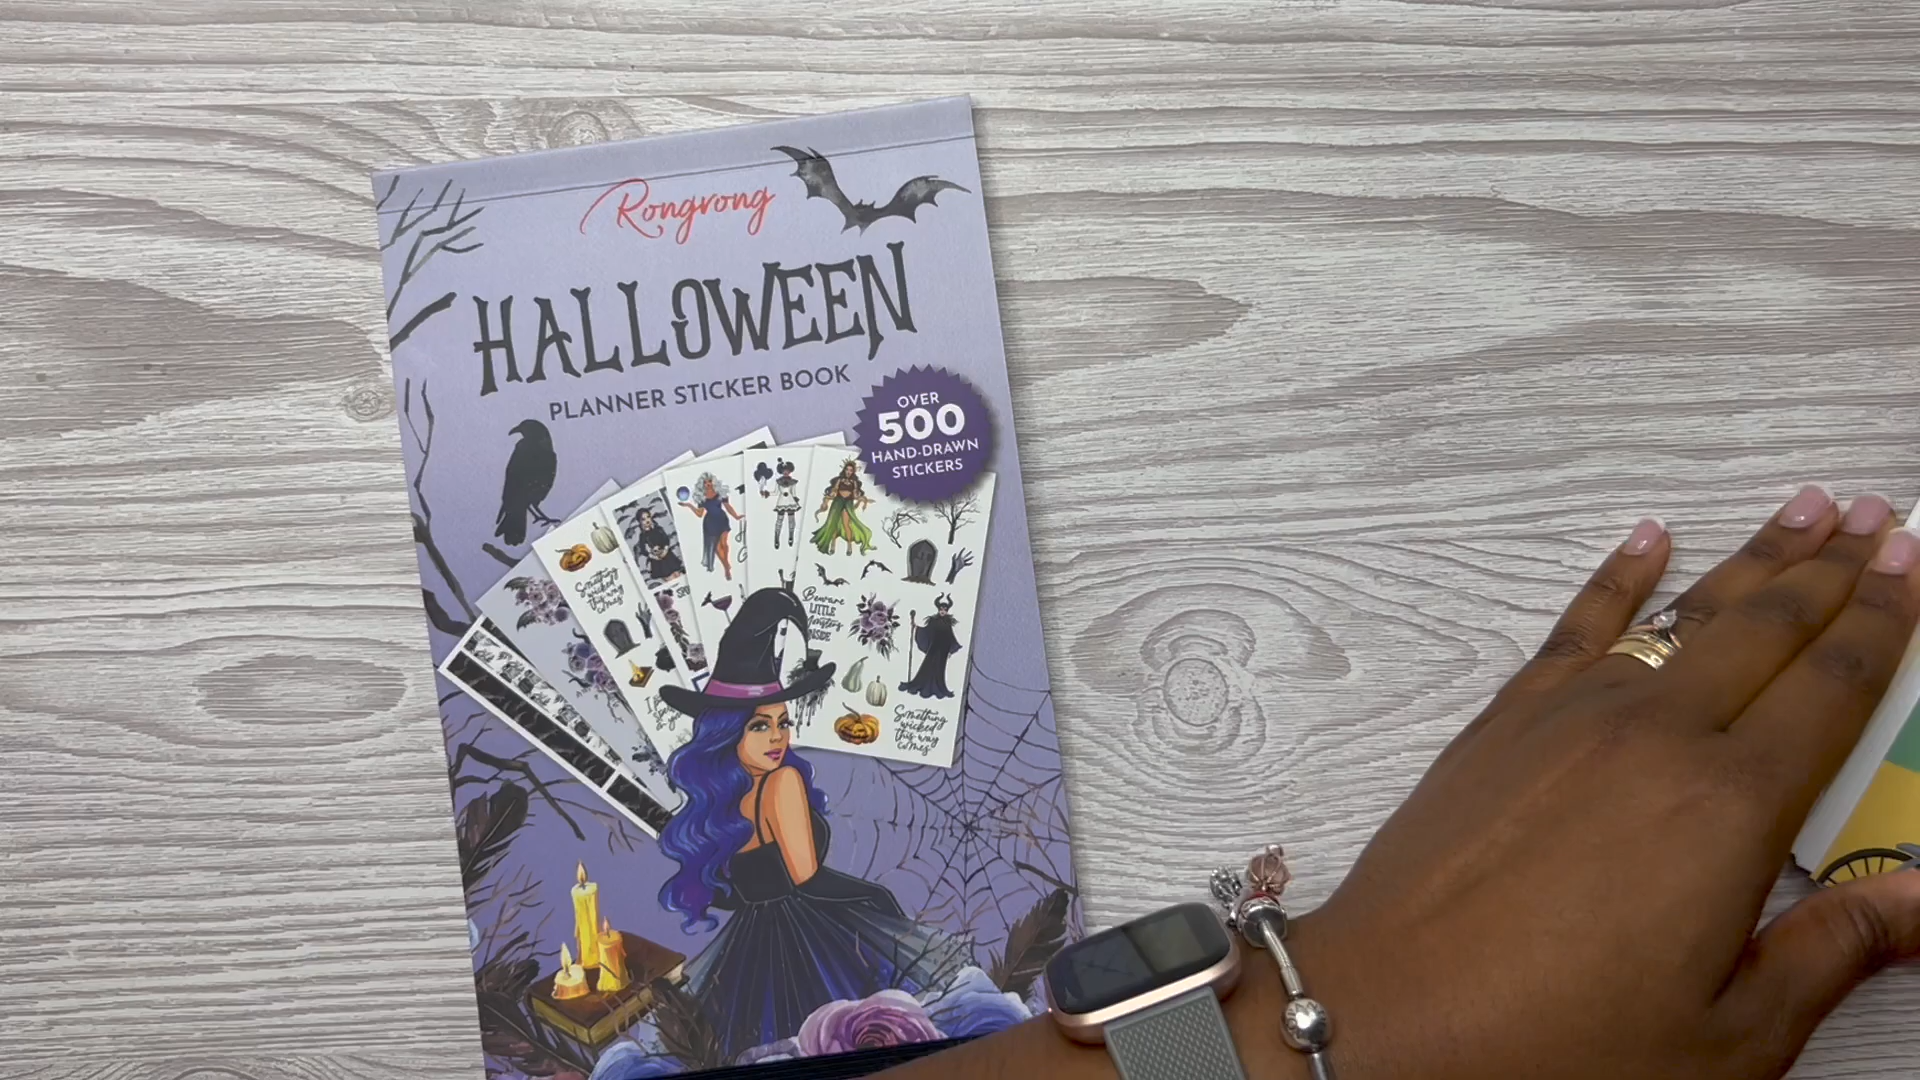 Rongrong
HALLOWEEN
PLANNER STICKER BOOK
OVER
500
HAND-DRAWN
STICKERS
Something
wicked
this way
comes
Beware
LITTLE
Monsters
INSIDE
Something
wicked
this way
comes